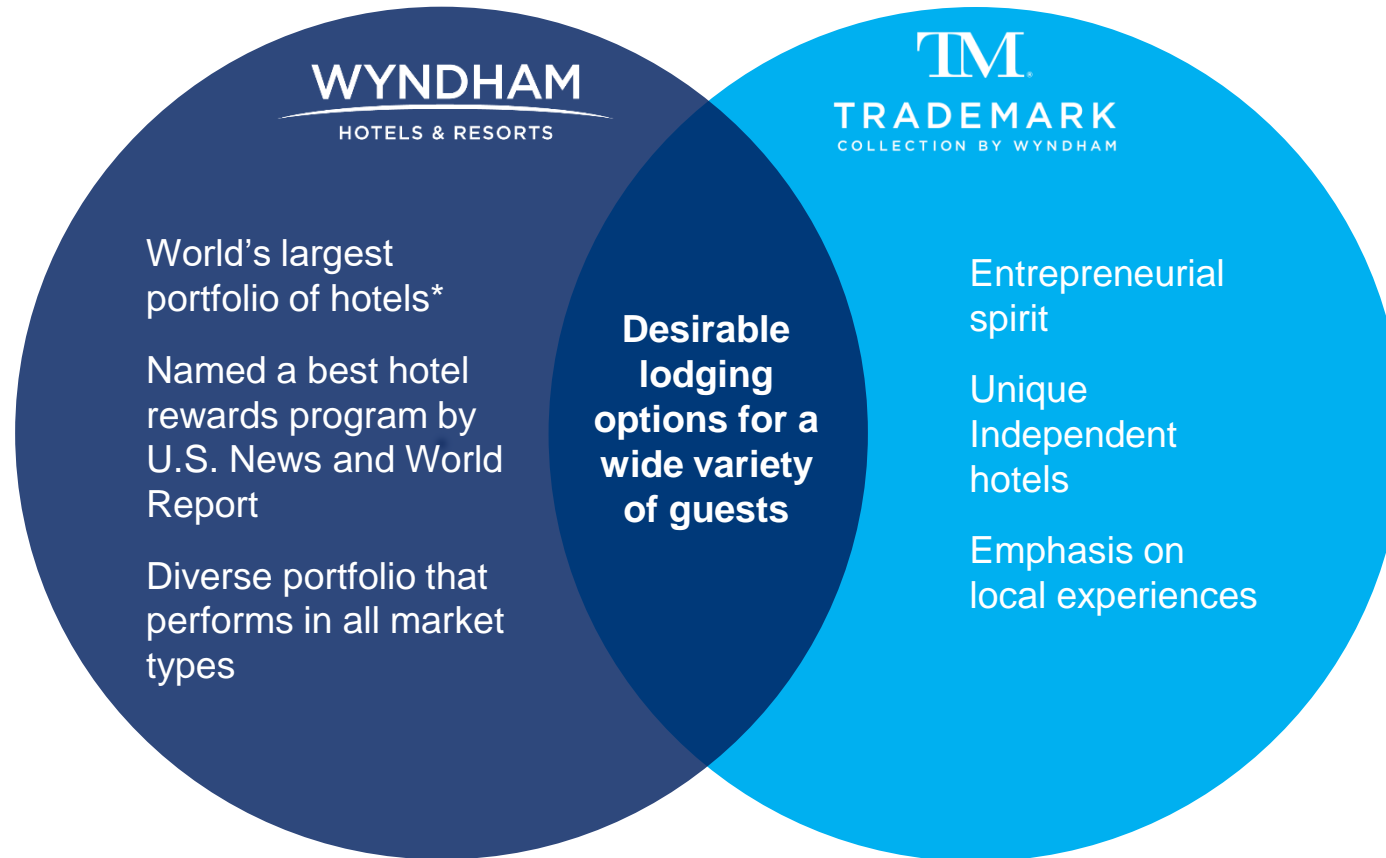 WYNDHAM
HOTELS & RESORTS
World’s largest
portfolio of hotels*
Named a best hotel
rewards program by
U.S. News and World
Report
Diverse portfolio that
performs in all market
types
Desirable
lodging
options for a
wide variety
of guests
TM®
TRADEMARK
COLLECTION BY WYNDHAM
Entrepreneurial
spirit
Unique
Independent
hotels
Emphasis on
local experiences